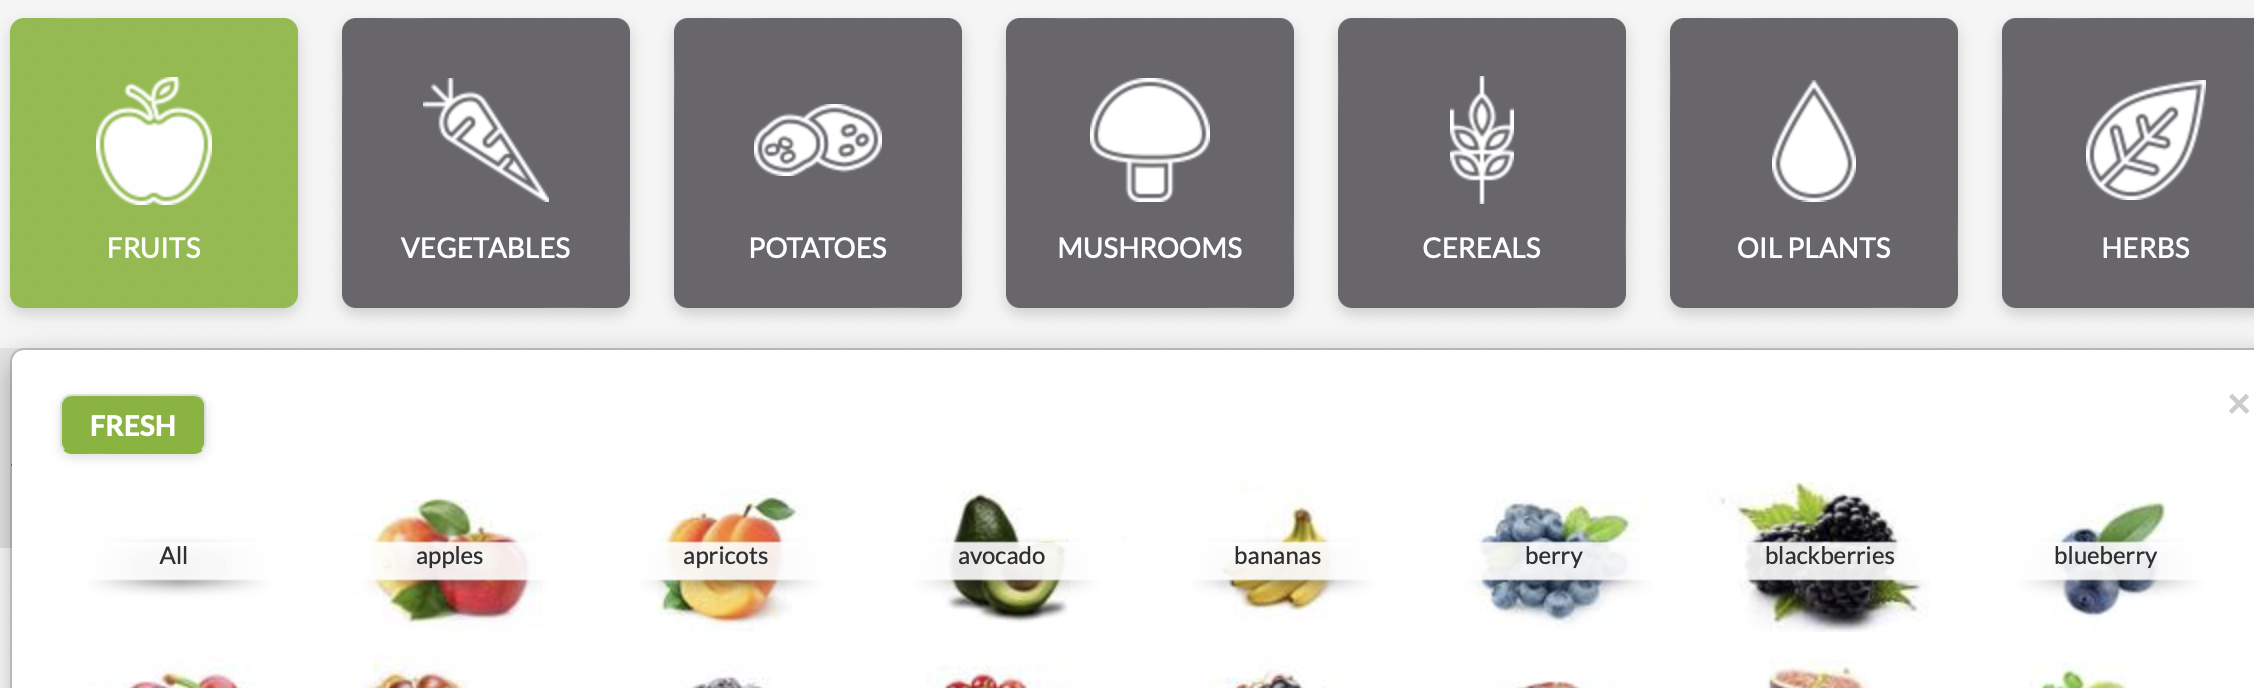 FRUITS VEGETABLES POTATOES MUSHROOMS CEREALS OIL PLANTS HERBS
FRESH ×
All apples apricots avocado bananas berry blackberries blueberry